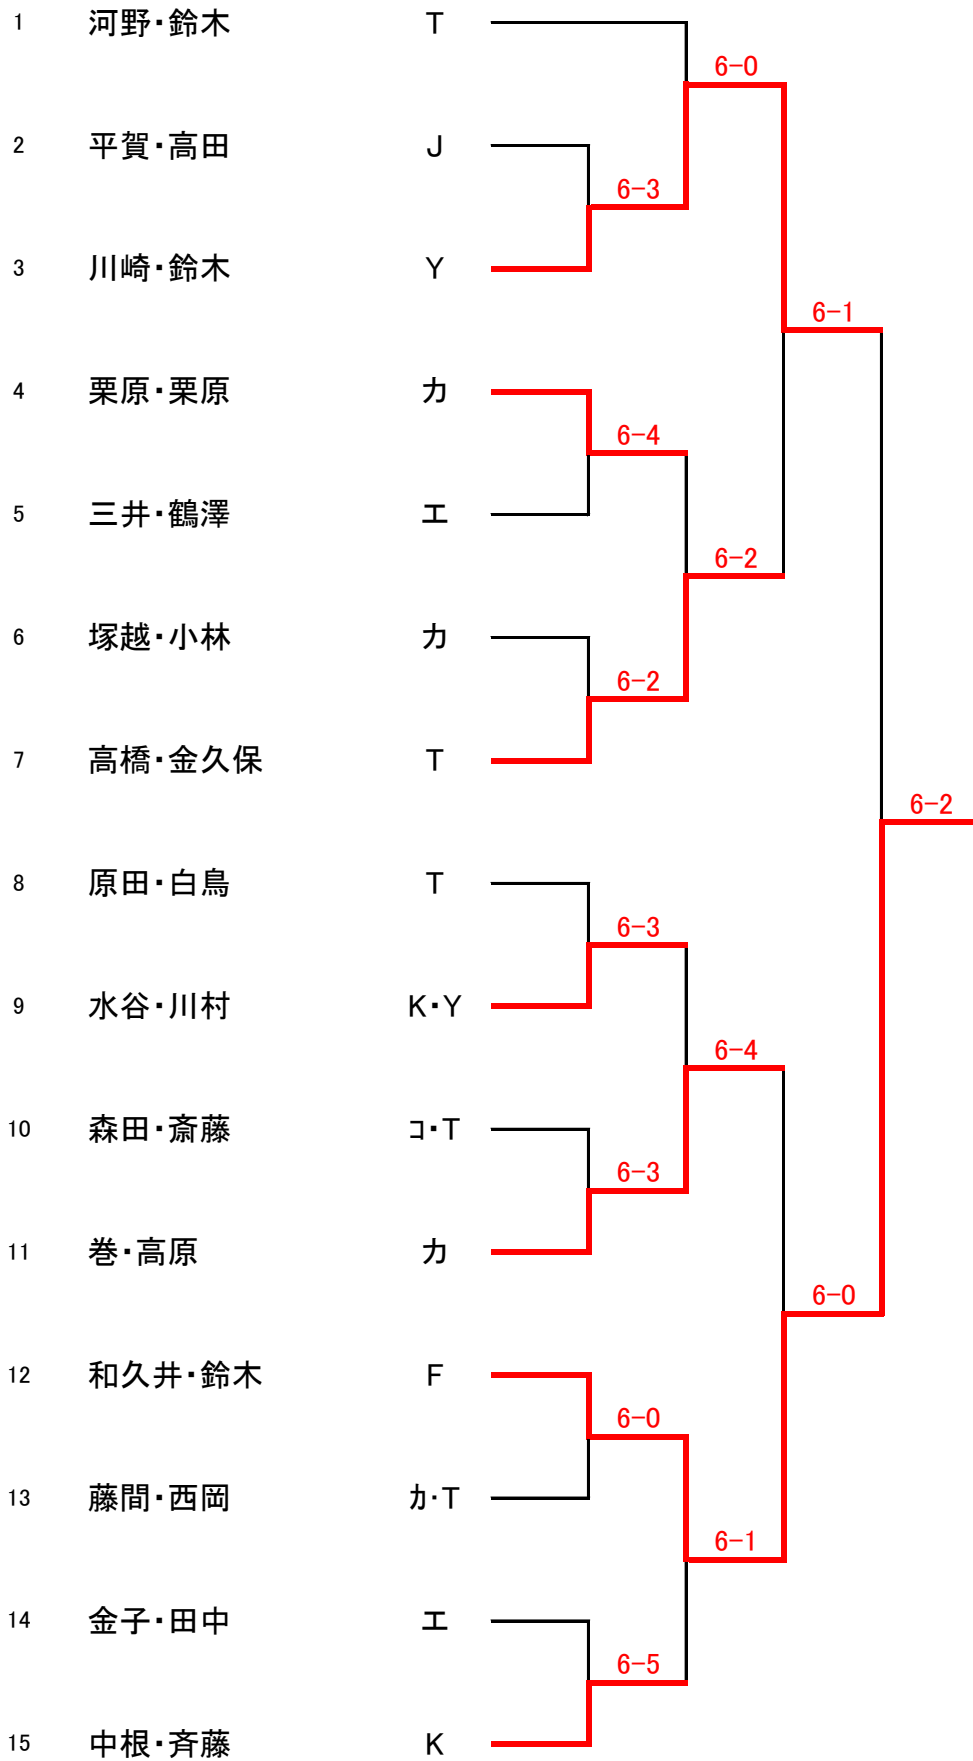 1 河野・鈴木 T
6-0
2 平賀・高田 J
6-3
3 川崎・鈴木 Y
6-1
4 栗原・栗原 カ
6-4
5 三井・鶴澤 エ
6-2
6 塚越・小林 カ
6-2
7 高橋・金久保 T
6-2
8 原田・白鳥 T
6-3
9 水谷・川村 K・Y
6-4
10 森田・斎藤 コ・T
6-3
11 巻・高原 カ
6-0
12 和久井・鈴木 F
6-0
13 藤間・西岡 カ・T
6-1
14 金子・田中 エ
6-5
15 中根・斉藤 K